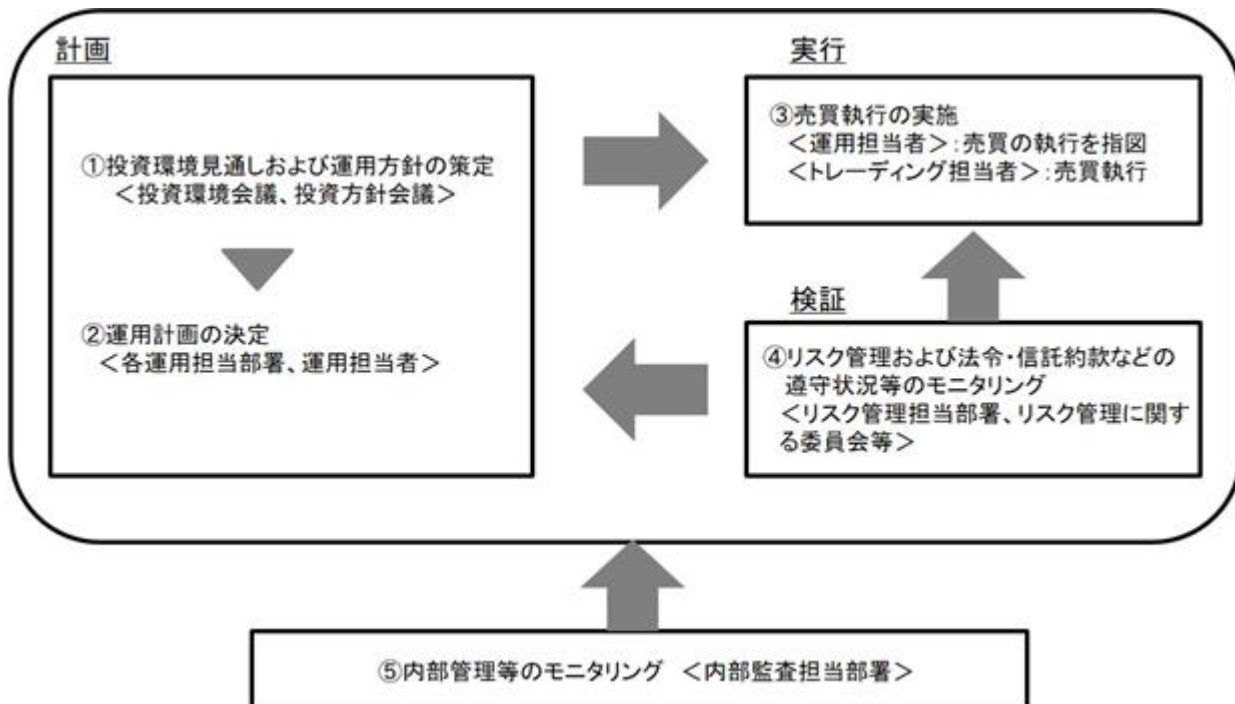 計画
①投資環境見通しおよび運用方針の策定
＜投資環境会議、投資方針会議＞
②運用計画の決定
＜各運用担当部署、運用担当者＞
実行
③売買執行の実施
＜運用担当者＞：売買の執行を指図
＜トレーディング担当者＞：売買執行
検証
④リスク管理および法令・信託約款などの
遵守状況等のモニタリング
＜リスク管理担当部署、リスク管理に関す
る委員会等＞
⑤内部管理等のモニタリング　＜内部監査担当部署＞